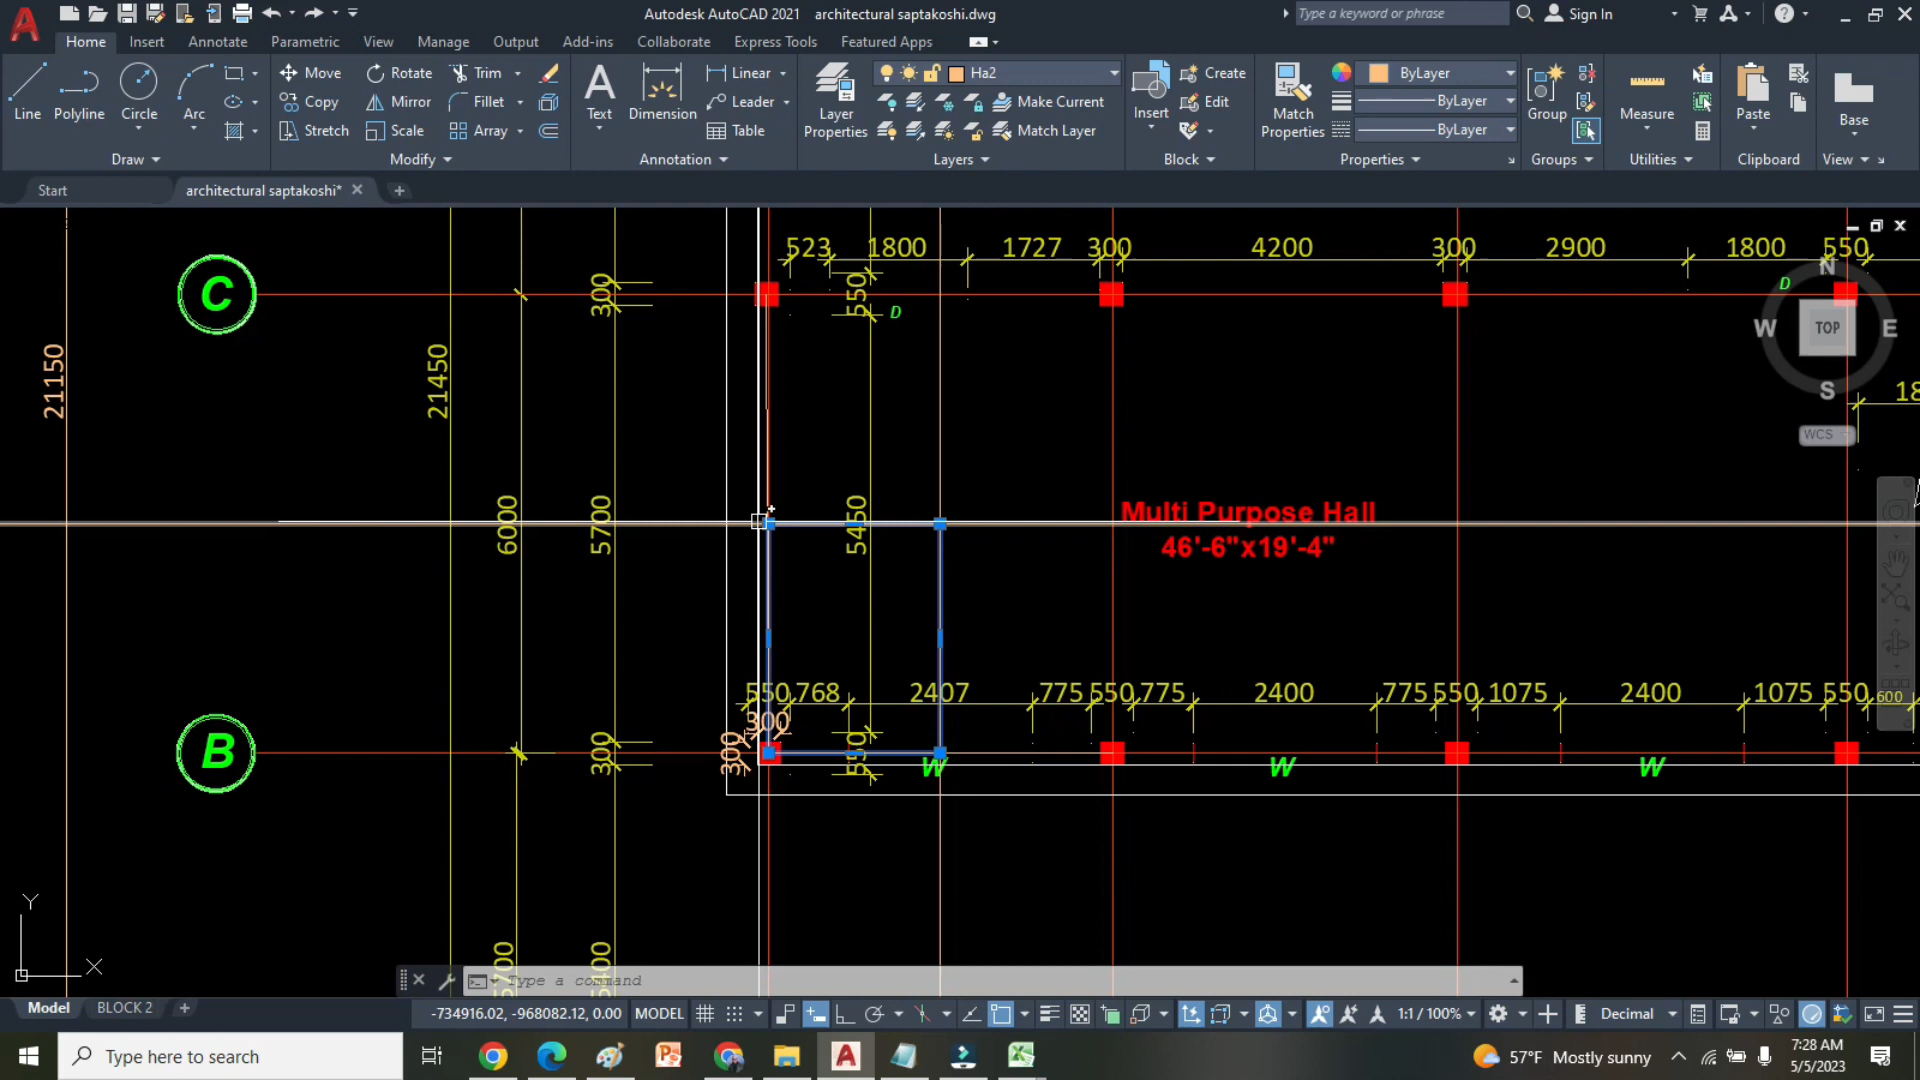 Autodesk AutoCAD 2021 architectural saptakoshi.dwg
Type a keyword or phrase
Sign In
Home Insert Annotate Parametric View Manage Output Add-ins Collaborate Express Tools Featured Apps
Line Polyline Circle Arc
Draw
Move Rotate Trim
Copy Mirror Fillet
Stretch Scale Array
Modify
Text Dimension
Linear
Leader
Table
Annotation
Layer Properties
Ha2
Make Current
Match Layer
Layers
Insert
Create
Edit
Block
Match Properties
ByLayer
ByLayer
ByLayer
Properties
Group
Groups
Measure
Utilities
Paste
Clipboard
Base
View
Start architectural saptakoshi*
523 1800 1727 300 4200 300 2900 1800 550
N
W TOP E
S
WCS
C
300
550
D
D
21150
21450
18
6000
5700
5450
Multi Purpose Hall
46'-6"x19'-4"
550 768 2407 775 550 775 2400 775 550 1075 2400 1075 550 600
300
300
B
300
550
W W W
Y
X
5700
5400
Type a command
Model BLOCK 2
-734916.02, -968082.12, 0.00 MODEL
1:1 / 100%
Decimal
Type here to search
57°F Mostly sunny
7:28 AM
5/5/2023